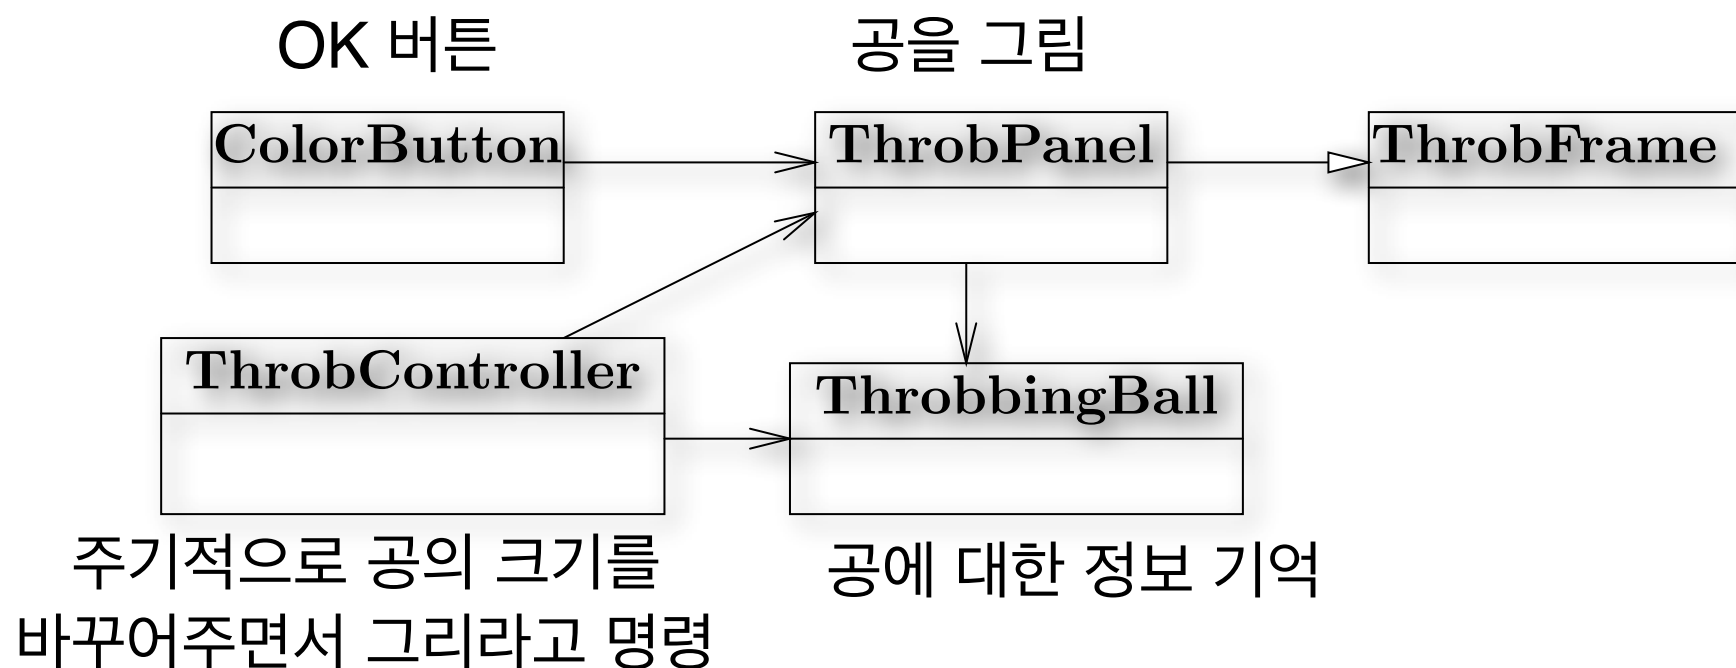 OK 버튼
공을 그림
ColorButton
ThrobPanel
ThrobFrame
ThrobController
ThrobbingBall
주기적으로 공의 크기를
바꾸어주면서 그리라고 명령
공에 대한 정보 기억